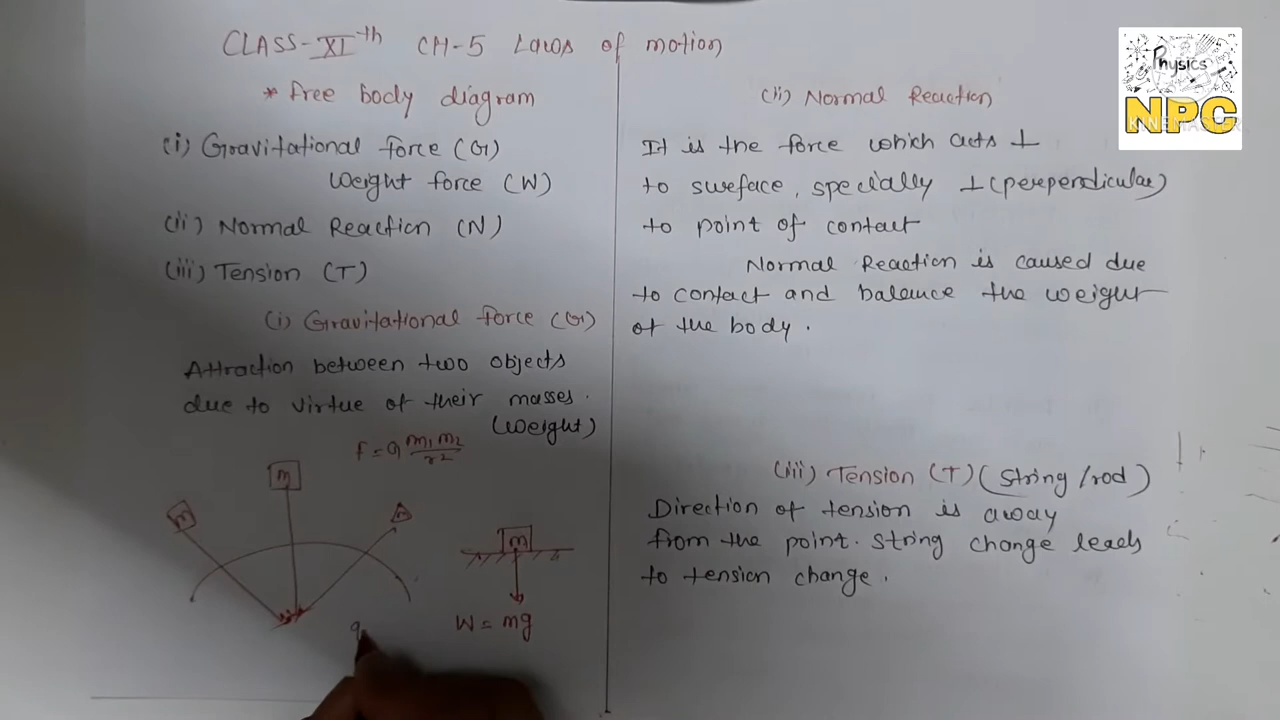 CLASS-XIth CH-5 Laws of motion
* free body diagram
(i) Gravitational force (G)
Weight force (W)
(ii) Normal Reaction (N)
(iii) Tension (T)
(i) Gravitational force (G)
Attraction between two objects
due to virtue of their masses.
(weight)
F = G m1 m2 / r2
m
m
m
m
W = mg
g
(ii) Normal Reaction
It is the force which acts ⊥
to surface, specially ⊥ (perpendicular)
to point of contact
Normal Reaction is caused due
to contact and balance the weight
of the body.
(iii) Tension (T) (string/rod)
Direction of tension is away
from the point. string change leads
to tension change.
Physics
NPC